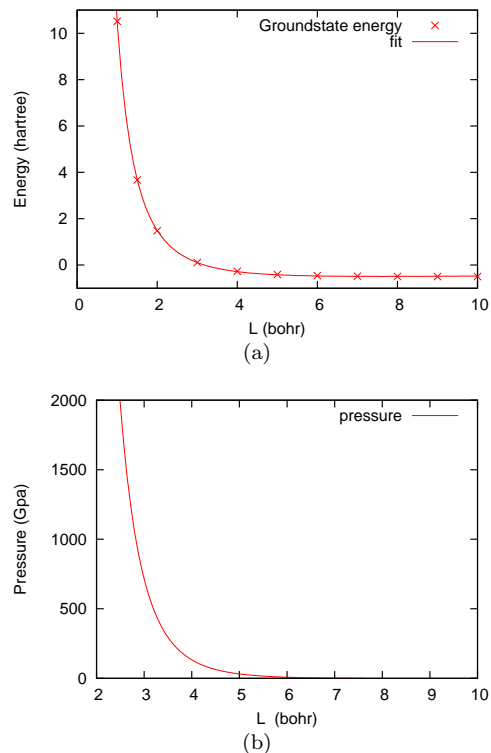 10
8
6
4
2
0
0 2 4 6 8 10
Energy (hartree)
L (bohr)
Groundstate energy
fit
(a)
2000
1500
1000
500
0
2 3 4 5 6 7 8 9 10
Pressure (Gpa)
L (bohr)
pressure
(b)